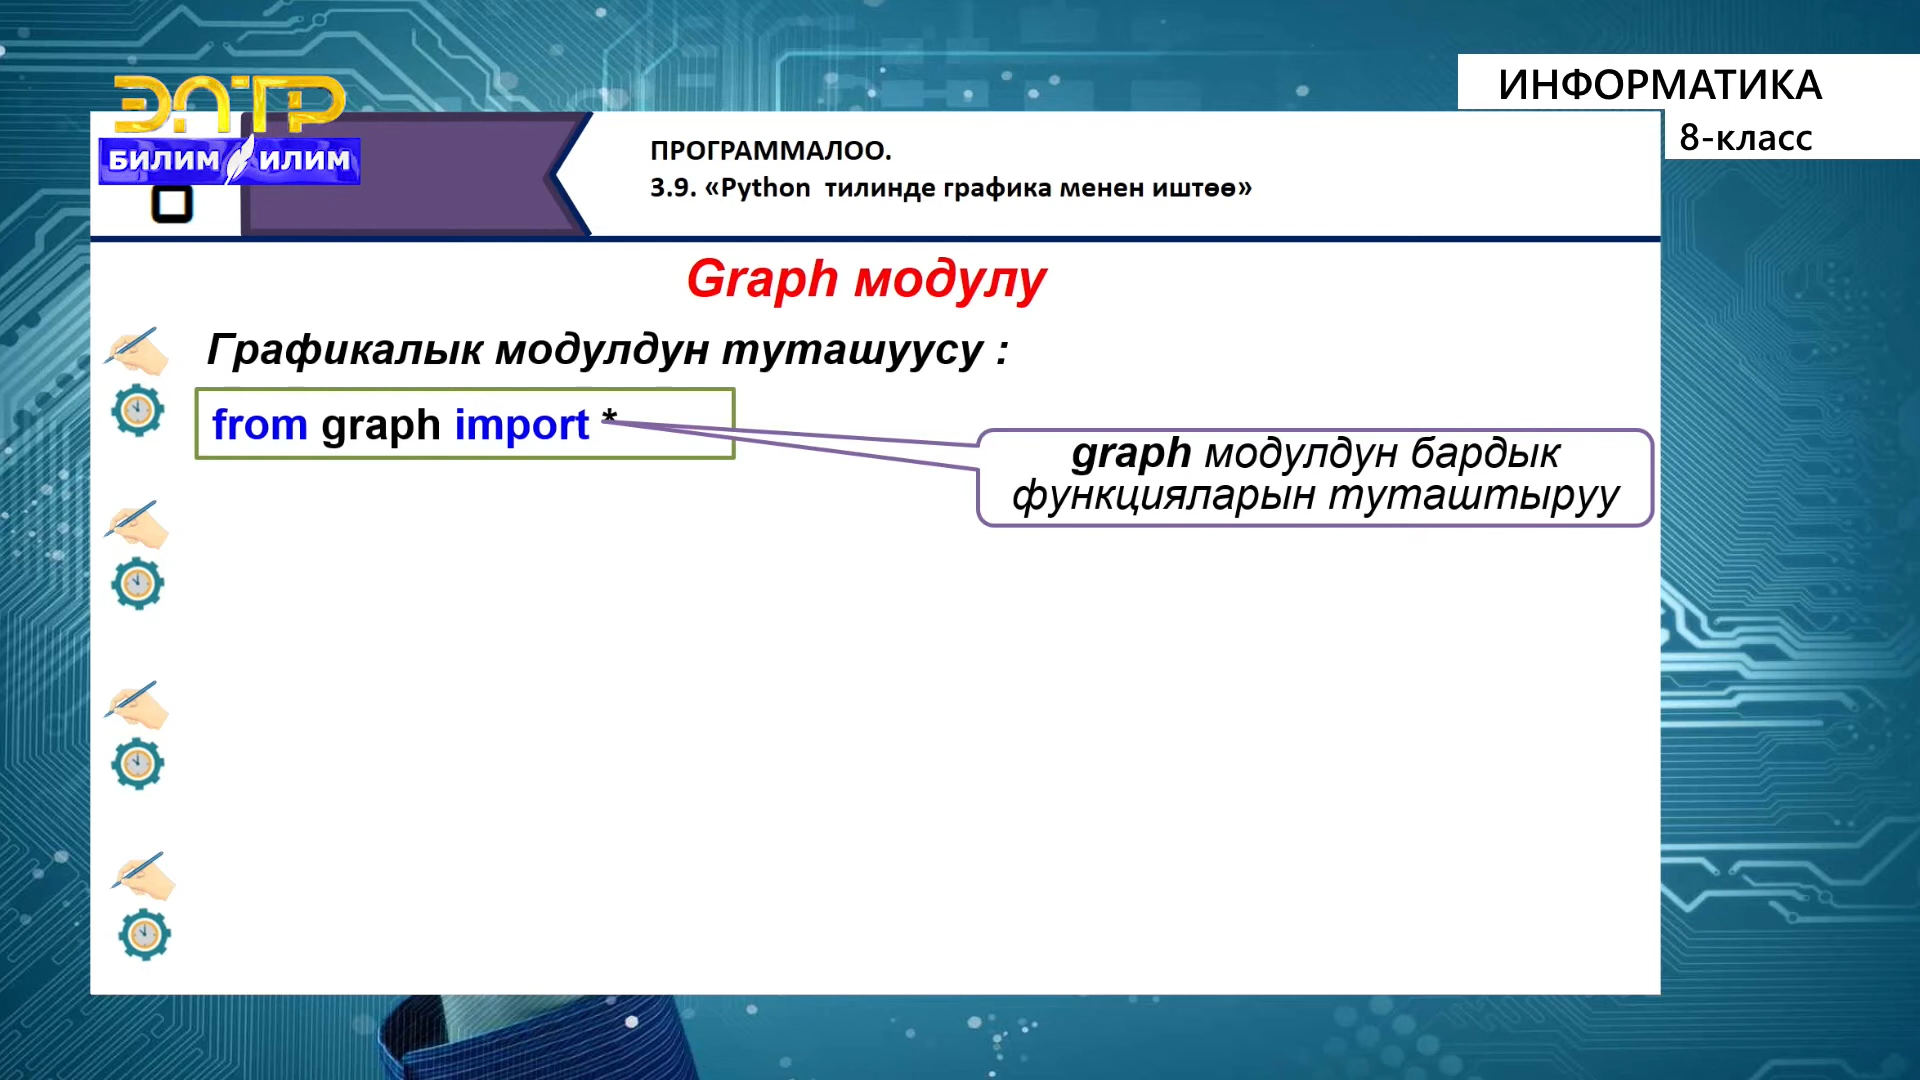 ЭЛТР
БИЛИМ ИЛИМ
ИНФОРМАТИКА
8-класс
ПРОГРАММАЛОО.
3.9. «Python тилинде графика менен иштөө»
Graph модулу
Графикалык модулдун туташуусу :
from graph import *
graph модулдун бардык
функцияларын туташтыруу